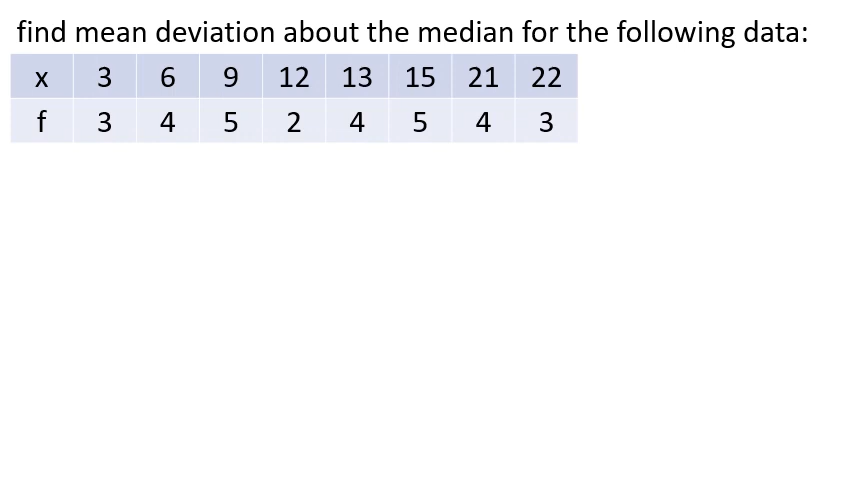 find mean deviation about the median for the following data:
x 3 6 9 12 13 15 21 22
f 3 4 5 2 4 5 4 3